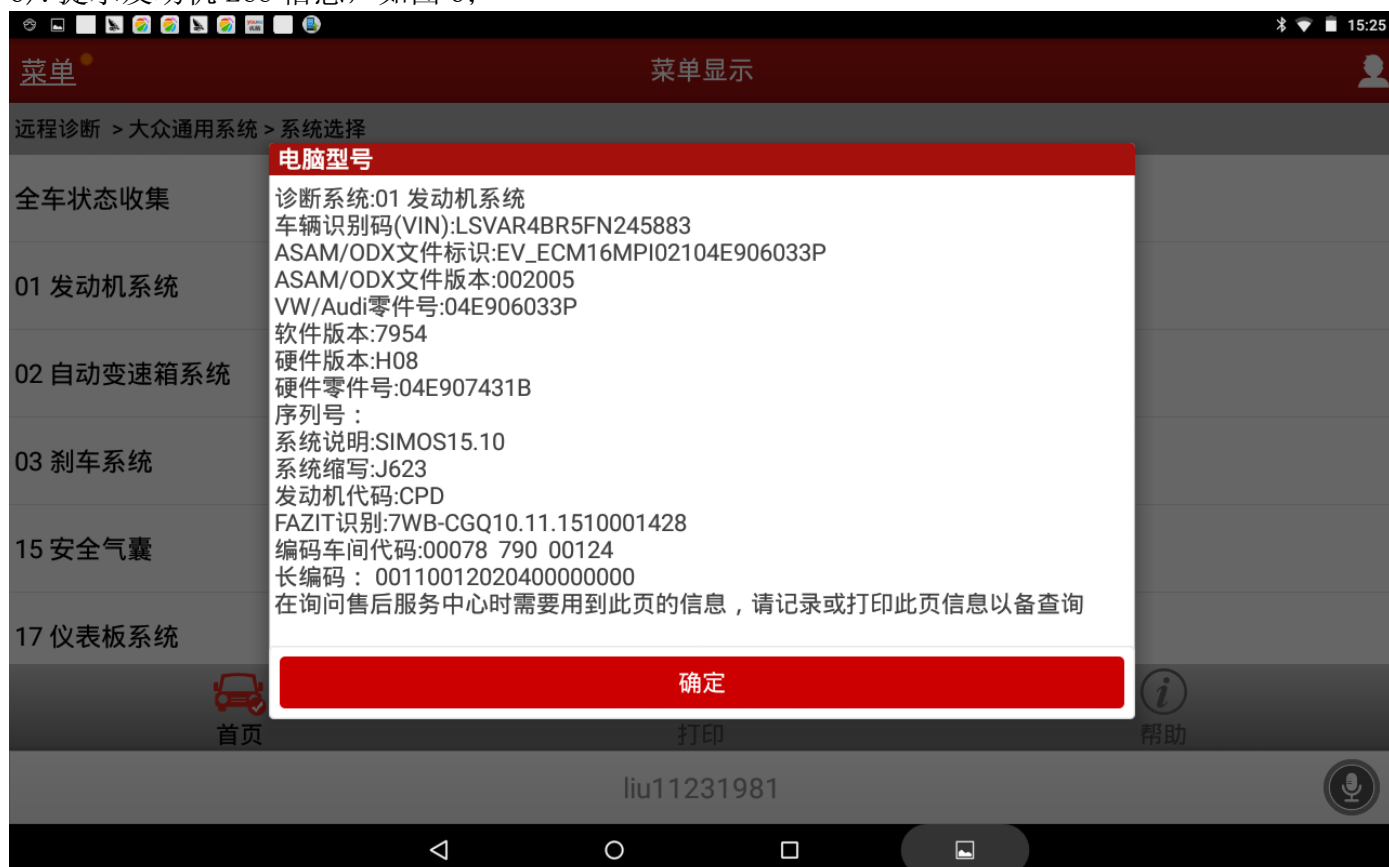 15:25
菜单
菜单显示
远程诊断 >大众通用系统>系统选择
电脑型号
全车状态收集
01 发动机系统
02 自动变速箱系统
03 刹车系统
15 安全气囊
17 仪表板系统
诊断系统:01 发动机系统
车辆识别码(VIN):LSVAR4BR5FN245883
ASAM/ODX文件标识:EV_ECM16MPI02104E906033P
ASAM/ODX文件版本:002005
VW/Audi零件号:04E906033P
软件版本:7954
硬件版本:H08
硬件零件号:04E907431B
序列号：
系统说明:SIMOS15.10
系统缩写:J623
发动机代码:CPD
FAZIT识别:7WB-CGQ10.11.1510001428
编码车间代码:00078 790 00124
长编码： 00110012020400000000
在询问售后服务中心时需要用到此页的信息，请记录或打印此页信息以备查询
确定
首页
打印
帮助
liu11231981